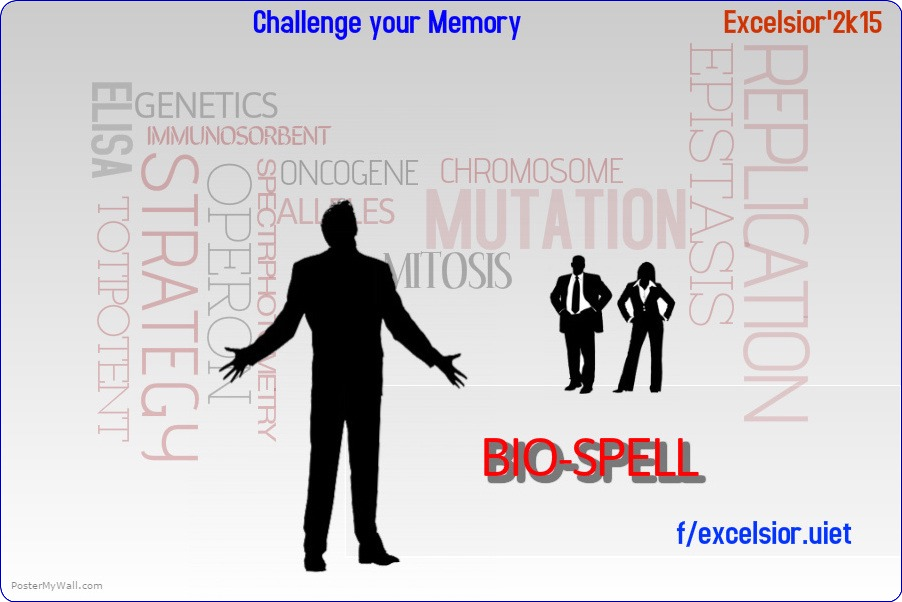 Challenge your Memory
Excelsior'2k15
ELISA
GENETICS
IMMUNOSORBENT
STRATEGY
TOTIPOTENT
OPERON
ONCOGENE
ALLELES
CHROMOSOME
MUTATION
MITOSIS
EPISTASIS
REPLICATION
BIO-SPELL
f/excelsior.uiet
PosterMyWall.com